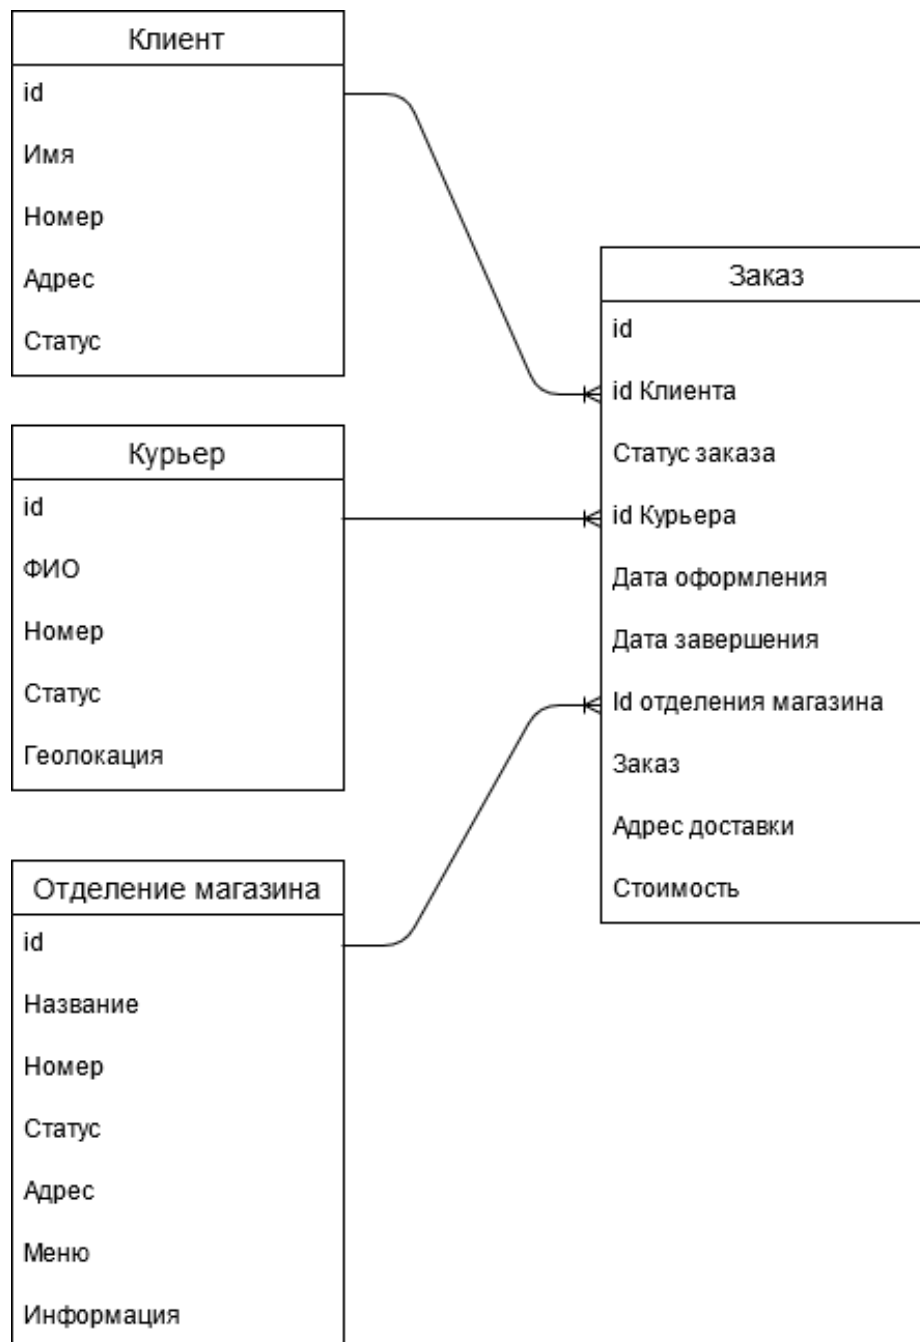 Клиент
id
Имя
Номер
Адрес
Статус
Курьер
id
ФИО
Номер
Статус
Геолокация
Отделение магазина
id
Название
Номер
Статус
Адрес
Меню
Информация
Заказ
id
id Клиента
Статус заказа
id Курьера
Дата оформления
Дата завершения
Id отделения магазина
Заказ
Адрес доставки
Стоимость